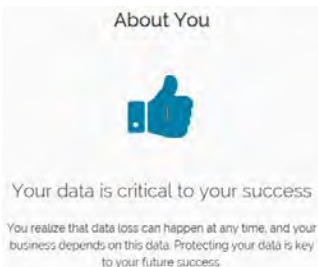 About You
Your data is critical to your success
You realize that data loss can happen at any time, and your
business depends on this data. Protecting your data is key
to your future success